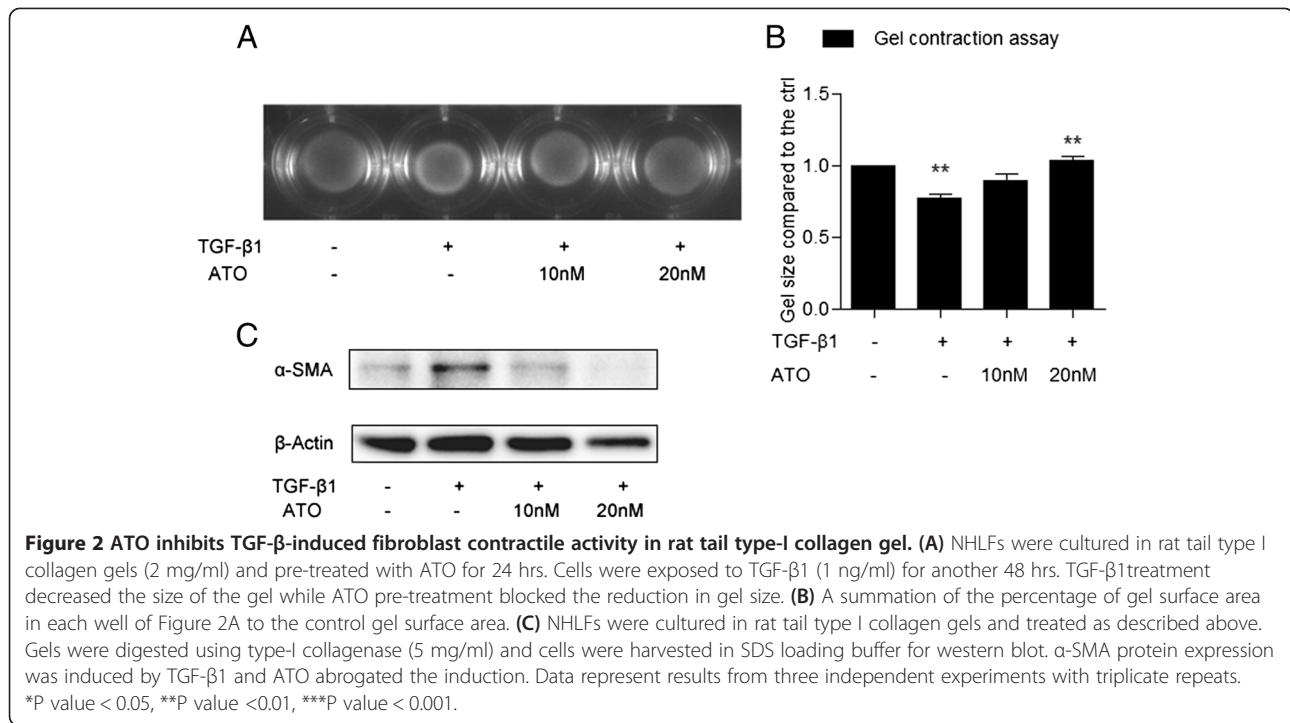 A
TGF-β1 - + + +
ATO - - 10nM 20nM
B
Gel contraction assay
Gel size compared to the ctrl
1.5
1.0
0.5
0.0
**
**
TGF-β1 - + + +
ATO - - 10nM 20nM
C
α-SMA
β-Actin
TGF-β1 - + + +
ATO - - 10nM 20nM
Figure 2 ATO inhibits TGF-β-induced fibroblast contractile activity in rat tail type-I collagen gel. (A) NHLFs were cultured in rat tail type I
collagen gels (2 mg/ml) and pre-treated with ATO for 24 hrs. Cells were exposed to TGF-β1 (1 ng/ml) for another 48 hrs. TGF-β1treatment
decreased the size of the gel while ATO pre-treatment blocked the reduction in gel size. (B) A summation of the percentage of gel surface area
in each well of Figure 2A to the control gel surface area. (C) NHLFs were cultured in rat tail type I collagen gels and treated as described above.
Gels were digested using type-I collagenase (5 mg/ml) and cells were harvested in SDS loading buffer for western blot. α-SMA protein expression
was induced by TGF-β1 and ATO abrogated the induction. Data represent results from three independent experiments with triplicate repeats.
*P value < 0.05, **P value <0.01, ***P value < 0.001.